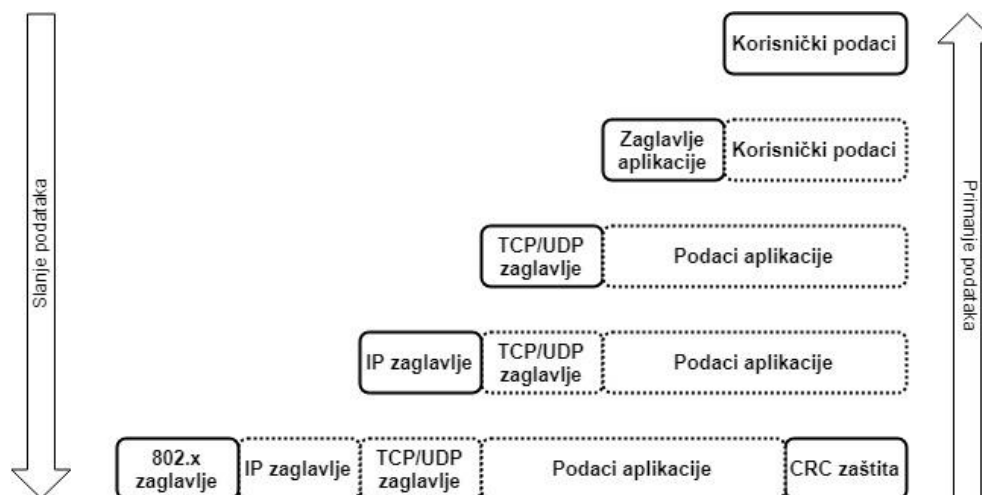 Korisnički podaci
Zaglavlje
aplikacije
Korisnički podaci
TCP/UDP
zaglavlje
Podaci aplikacije
IP zaglavlje
TCP/UDP
zaglavlje
Podaci aplikacije
802.x
zaglavlje
IP zaglavlje
TCP/UDP
zaglavlje
Podaci aplikacije
CRC zaštita
Slanje podataka
Primanje podataka